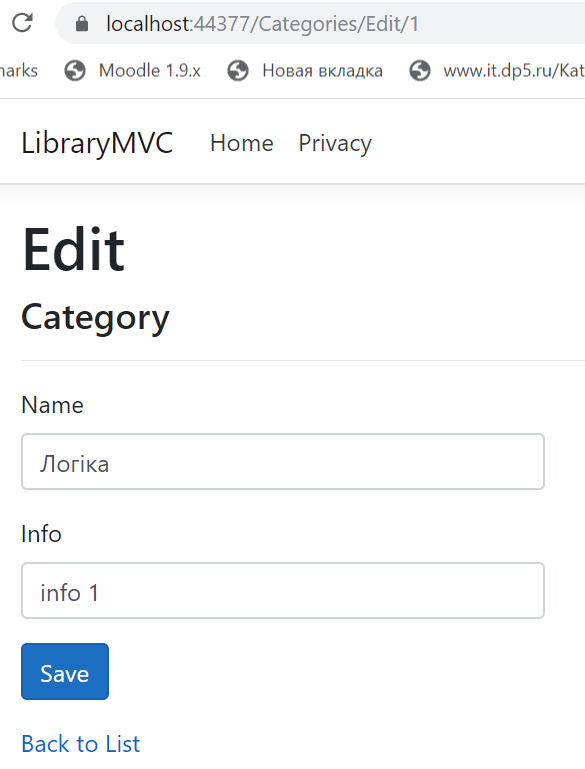 localhost:44377/Categories/Edit/1
marks Moodle 1.9.x Новая вкладка www.it.dp5.ru/Kat
LibraryMVC Home Privacy
Edit
Category
Name
Логіка
Info
info 1
Save
Back to List